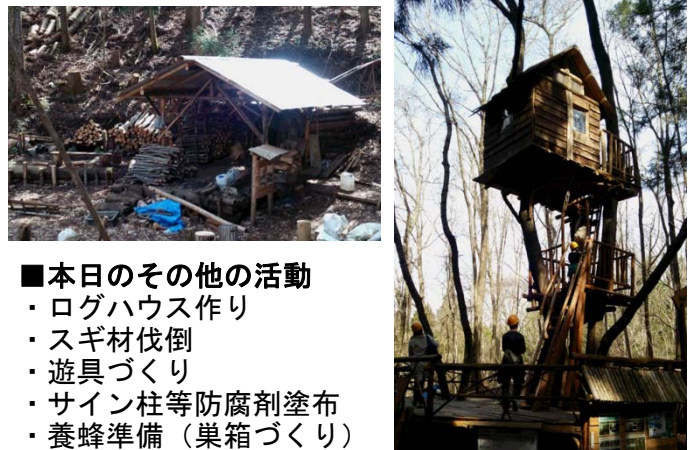 ■本日のその他の活動
・ログハウス作り
・スギ材伐倒
・遊具づくり
・サイン柱等防腐剤塗布
・養蜂準備（巣箱づくり）